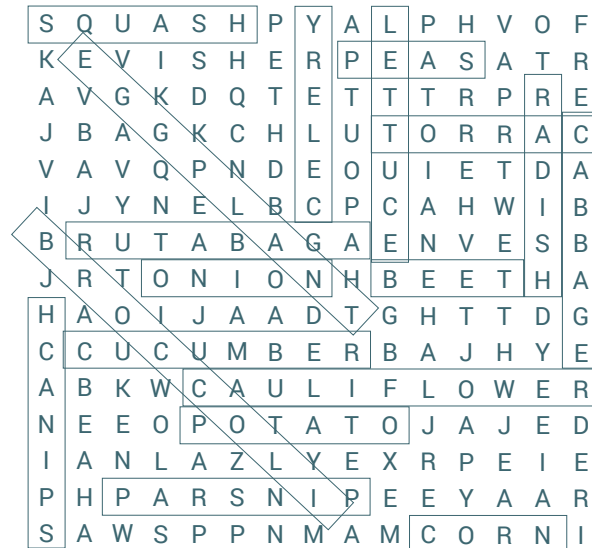 S Q U A S H P Y A L P H V O F
K E V I S H E R P E A S A T R
A V G K D Q T E T T T R P R E
J B A G K C H L U T O R R A C
V A V Q P N D E O U I E T D A
I J Y N E L B C P C A H W I B
B R U T A B A G A E N V E S B
J R T O N I O N H B E E T H A
H A O I J A A D T G H T T D G
C C U C U M B E R B A J H Y E
A B K W C A U L I F L O W E R
N E E O P O T A T O J A J E D
I A N L A Z L Y E X R P E I E
P H P A R S N I P E E Y A A R
S A W S P P N M A M C O R N I